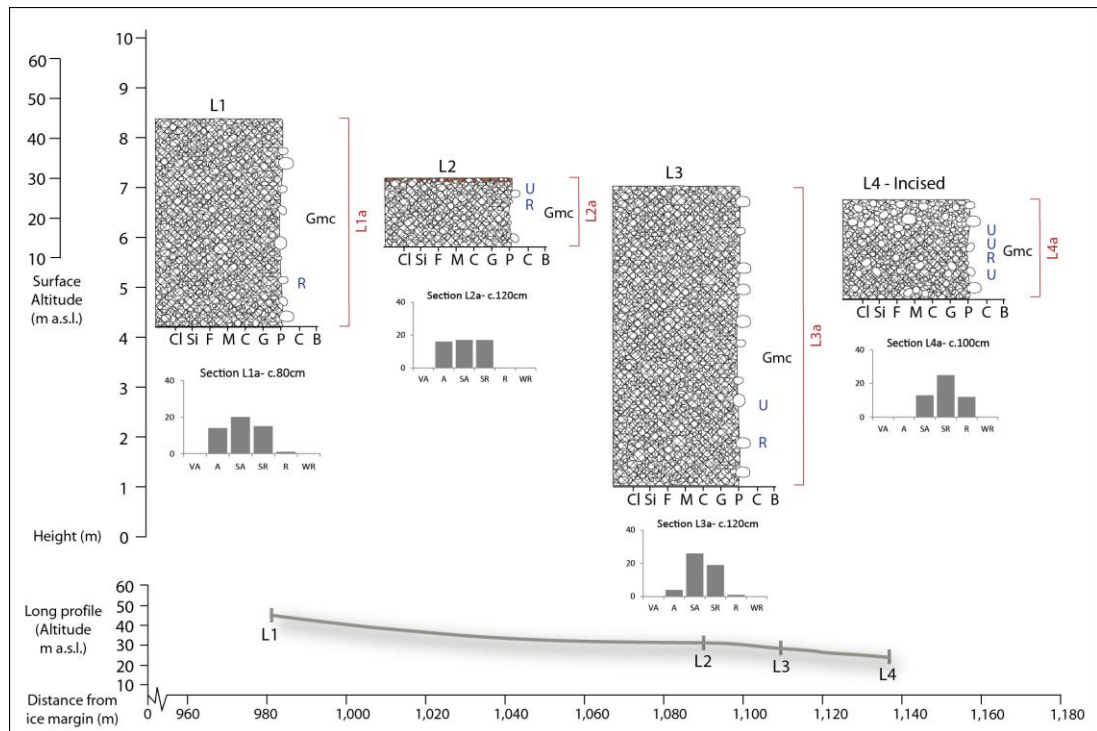 60
50
40
30
20
10
Surface
Altitude
(m a.s.l.)
10
9
8
7
6
5
4
3
2
1
0
Height (m)
L1
Gmc
L1a
R
Cl Si F M C G P C B
Section L1a- c.80cm
40
20
0
VA A SA SR R WR
L2
U
R
Gmc
L2a
Cl Si F M C G P C B
Section L2a- c.120cm
40
20
0
VA A SA SR R WR
L3
Gmc
L3a
U
R
Cl Si F M C G P C B
Section L3a- c.120cm
40
20
0
VA A SA SR R WR
L4 - Incised
U
U
R
U
Gmc
L4a
Cl Si F M C G P C B
Section L4a- c.100cm
40
20
0
VA A SA SR R WR
Long profile
(Altitude
m a.s.l.)
60
50
40
30
20
10
L1
L2
L3
L4
Distance from
ice margin (m)
0 960 980 1,000 1,020 1,040 1,060 1,080 1,100 1,120 1,140 1,160 1,180